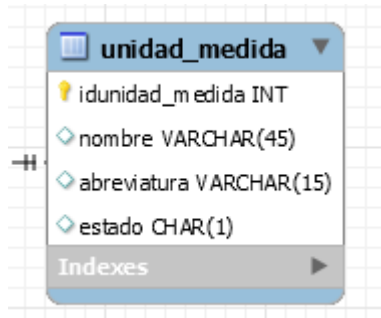 unidad_medida
idunidad_medida INT
nombre VARCHAR(45)
abreviatura VARCHAR(15)
estado CHAR(1)
Indexes